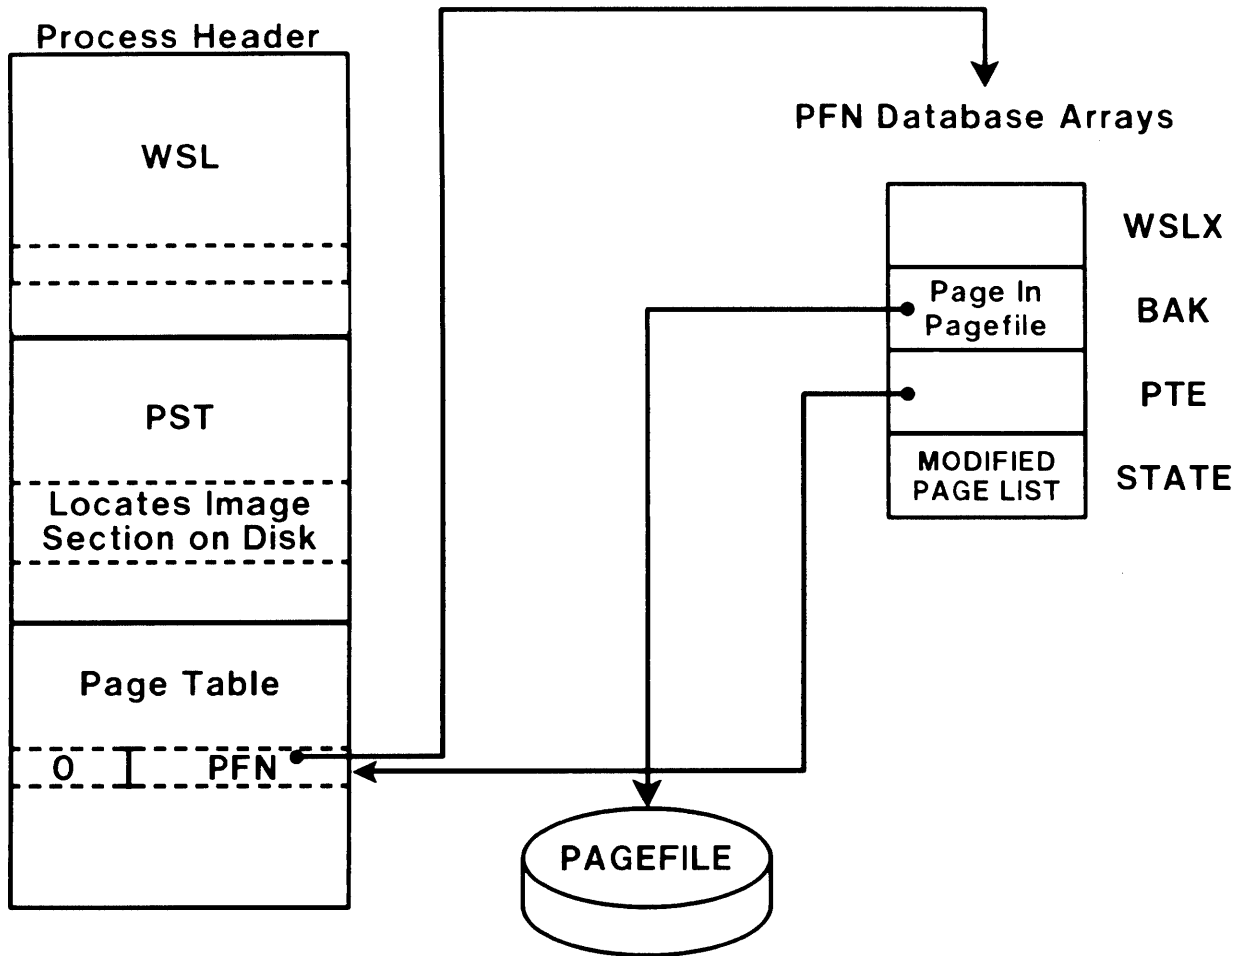 Process Header
WSL
PST
Locates Image
Section on Disk
Page Table
0 PFN
PFN Database Arrays
WSLX
Page In
Pagefile
BAK
PTE
MODIFIED
PAGE LIST
STATE
PAGEFILE